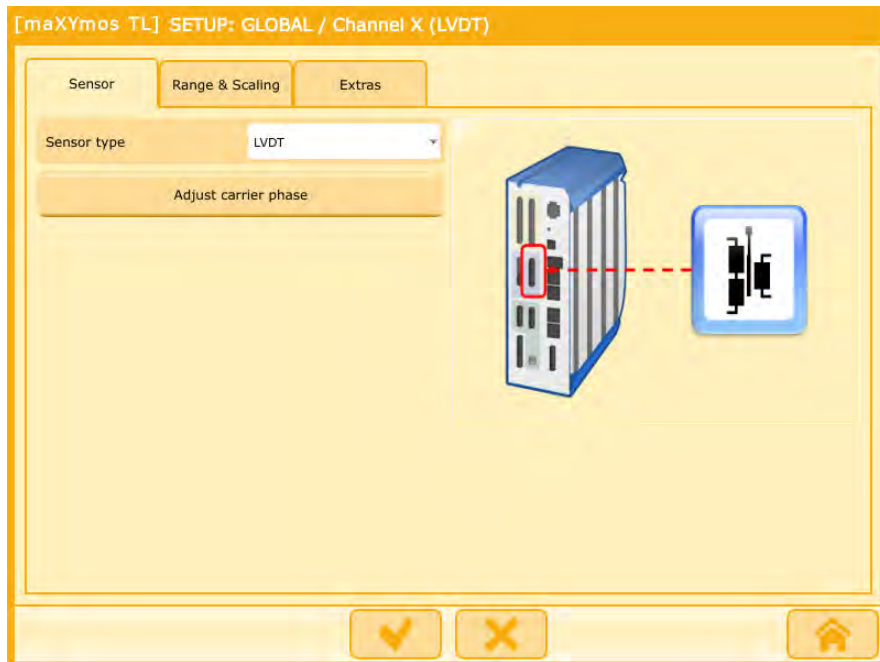 [maXYmos TL] SETUP: GLOBAL / Channel X (LVDT)
Sensor Range & Scaling Extras
Sensor type LVDT
Adjust carrier phase